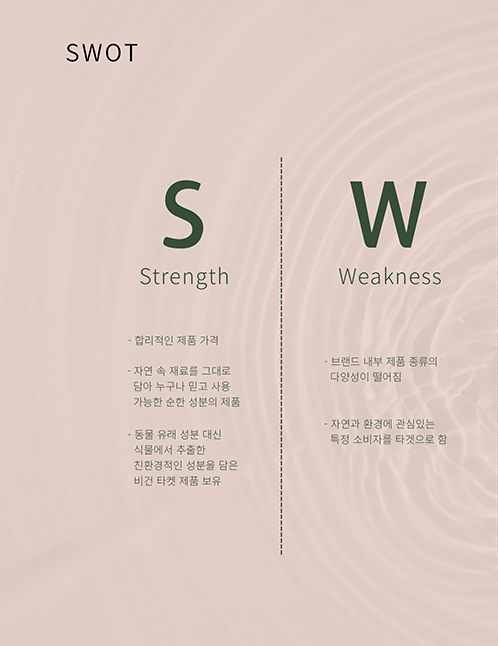 SWOT
S
Strength
- 합리적인 제품 가격
- 자연 속 재료를 그대로
담아 누구나 믿고 사용
가능한 순한 성분의 제품
- 동물 유래 성분 대신
식물에서 추출한
친환경적인 성분을 담은
비건 타켓 제품 보유
W
Weakness
- 브랜드 내부 제품 종류의
다양성이 떨어짐
- 자연과 환경에 관심있는
특정 소비자를 타겟으로 함